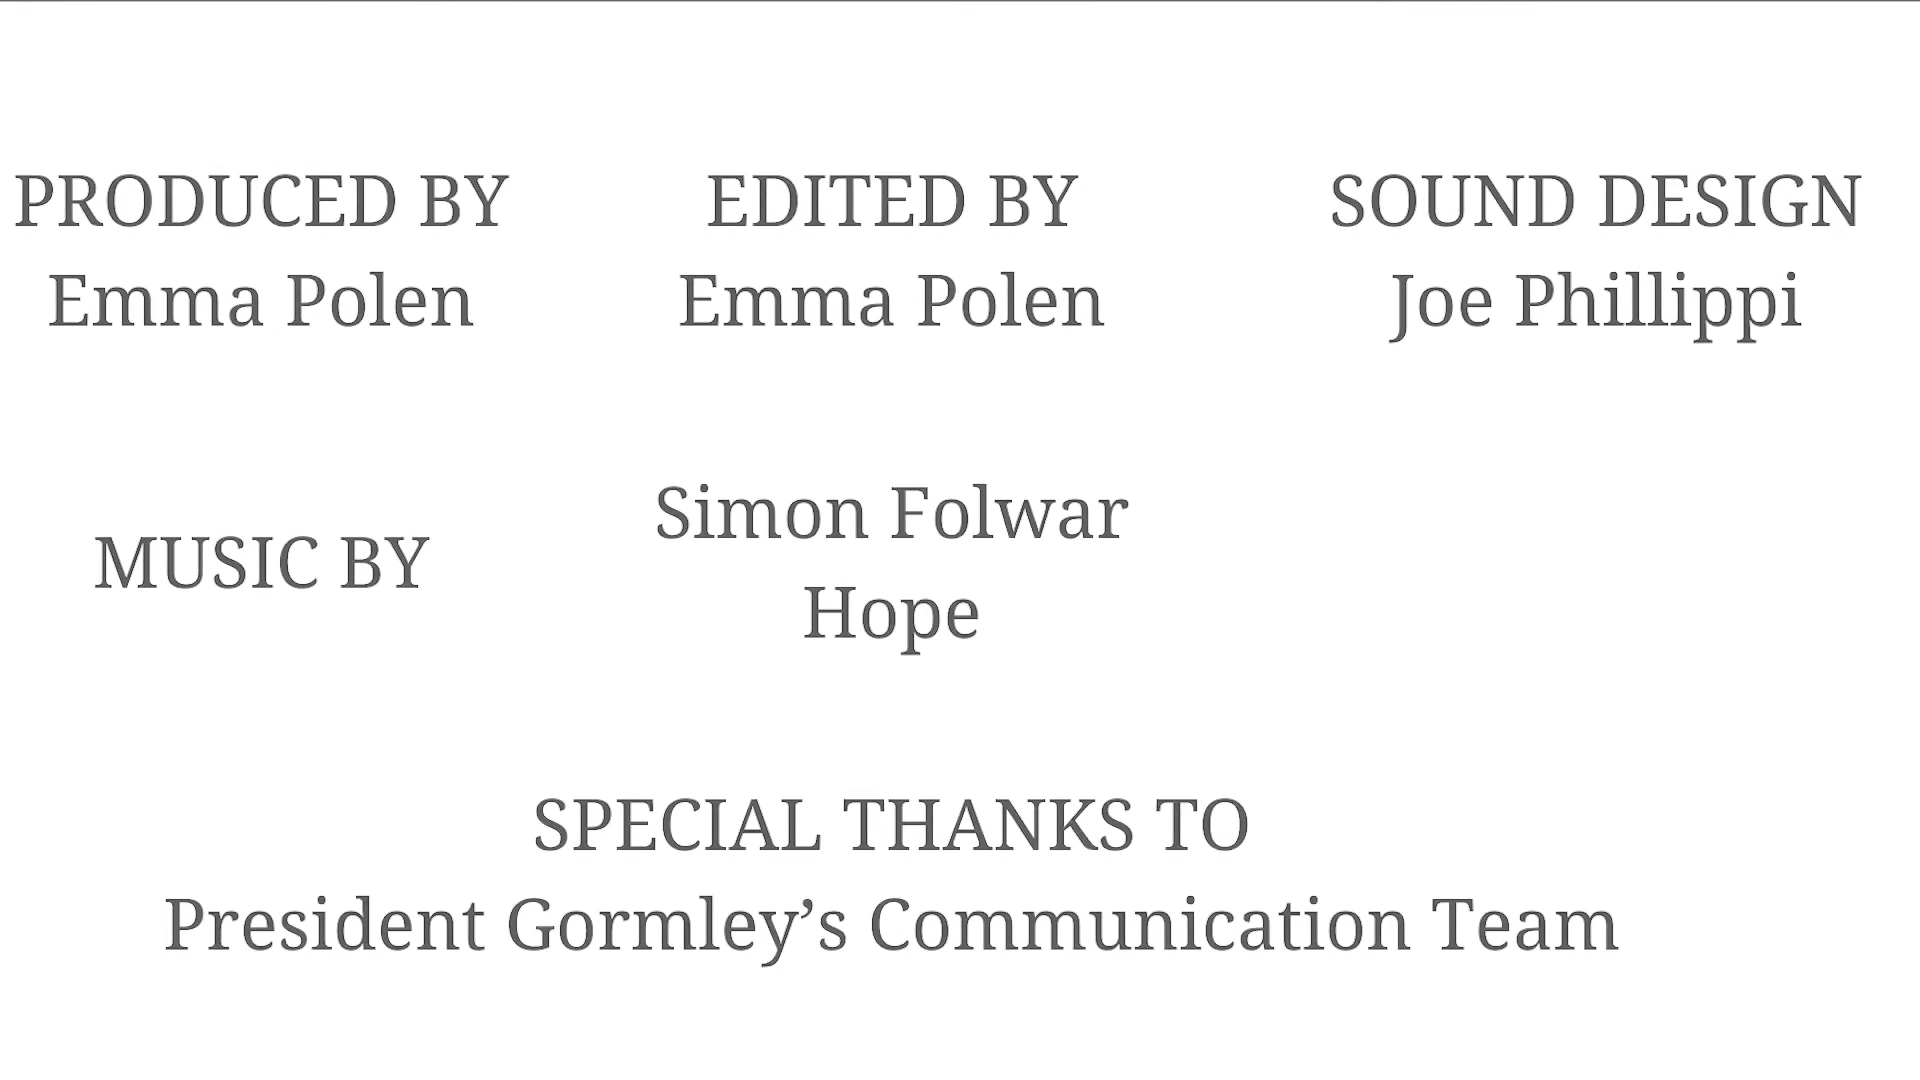 PRODUCED BY
Emma Polen
EDITED BY
Emma Polen
SOUND DESIGN
Joe Phillippi
MUSIC BY
Simon Folwar
Hope
SPECIAL THANKS TO
President Gormley’s Communication Team